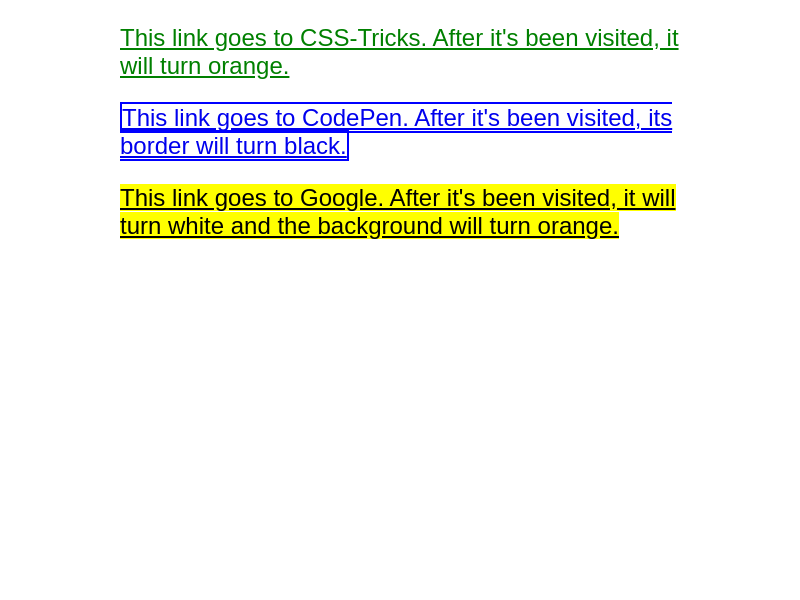 This link goes to CSS-Tricks. After it's been visited, it
will turn orange.
This link goes to CodePen. After it's been visited, its
border will turn black.
This link goes to Google. After it's been visited, it will
turn white and the background will turn orange.